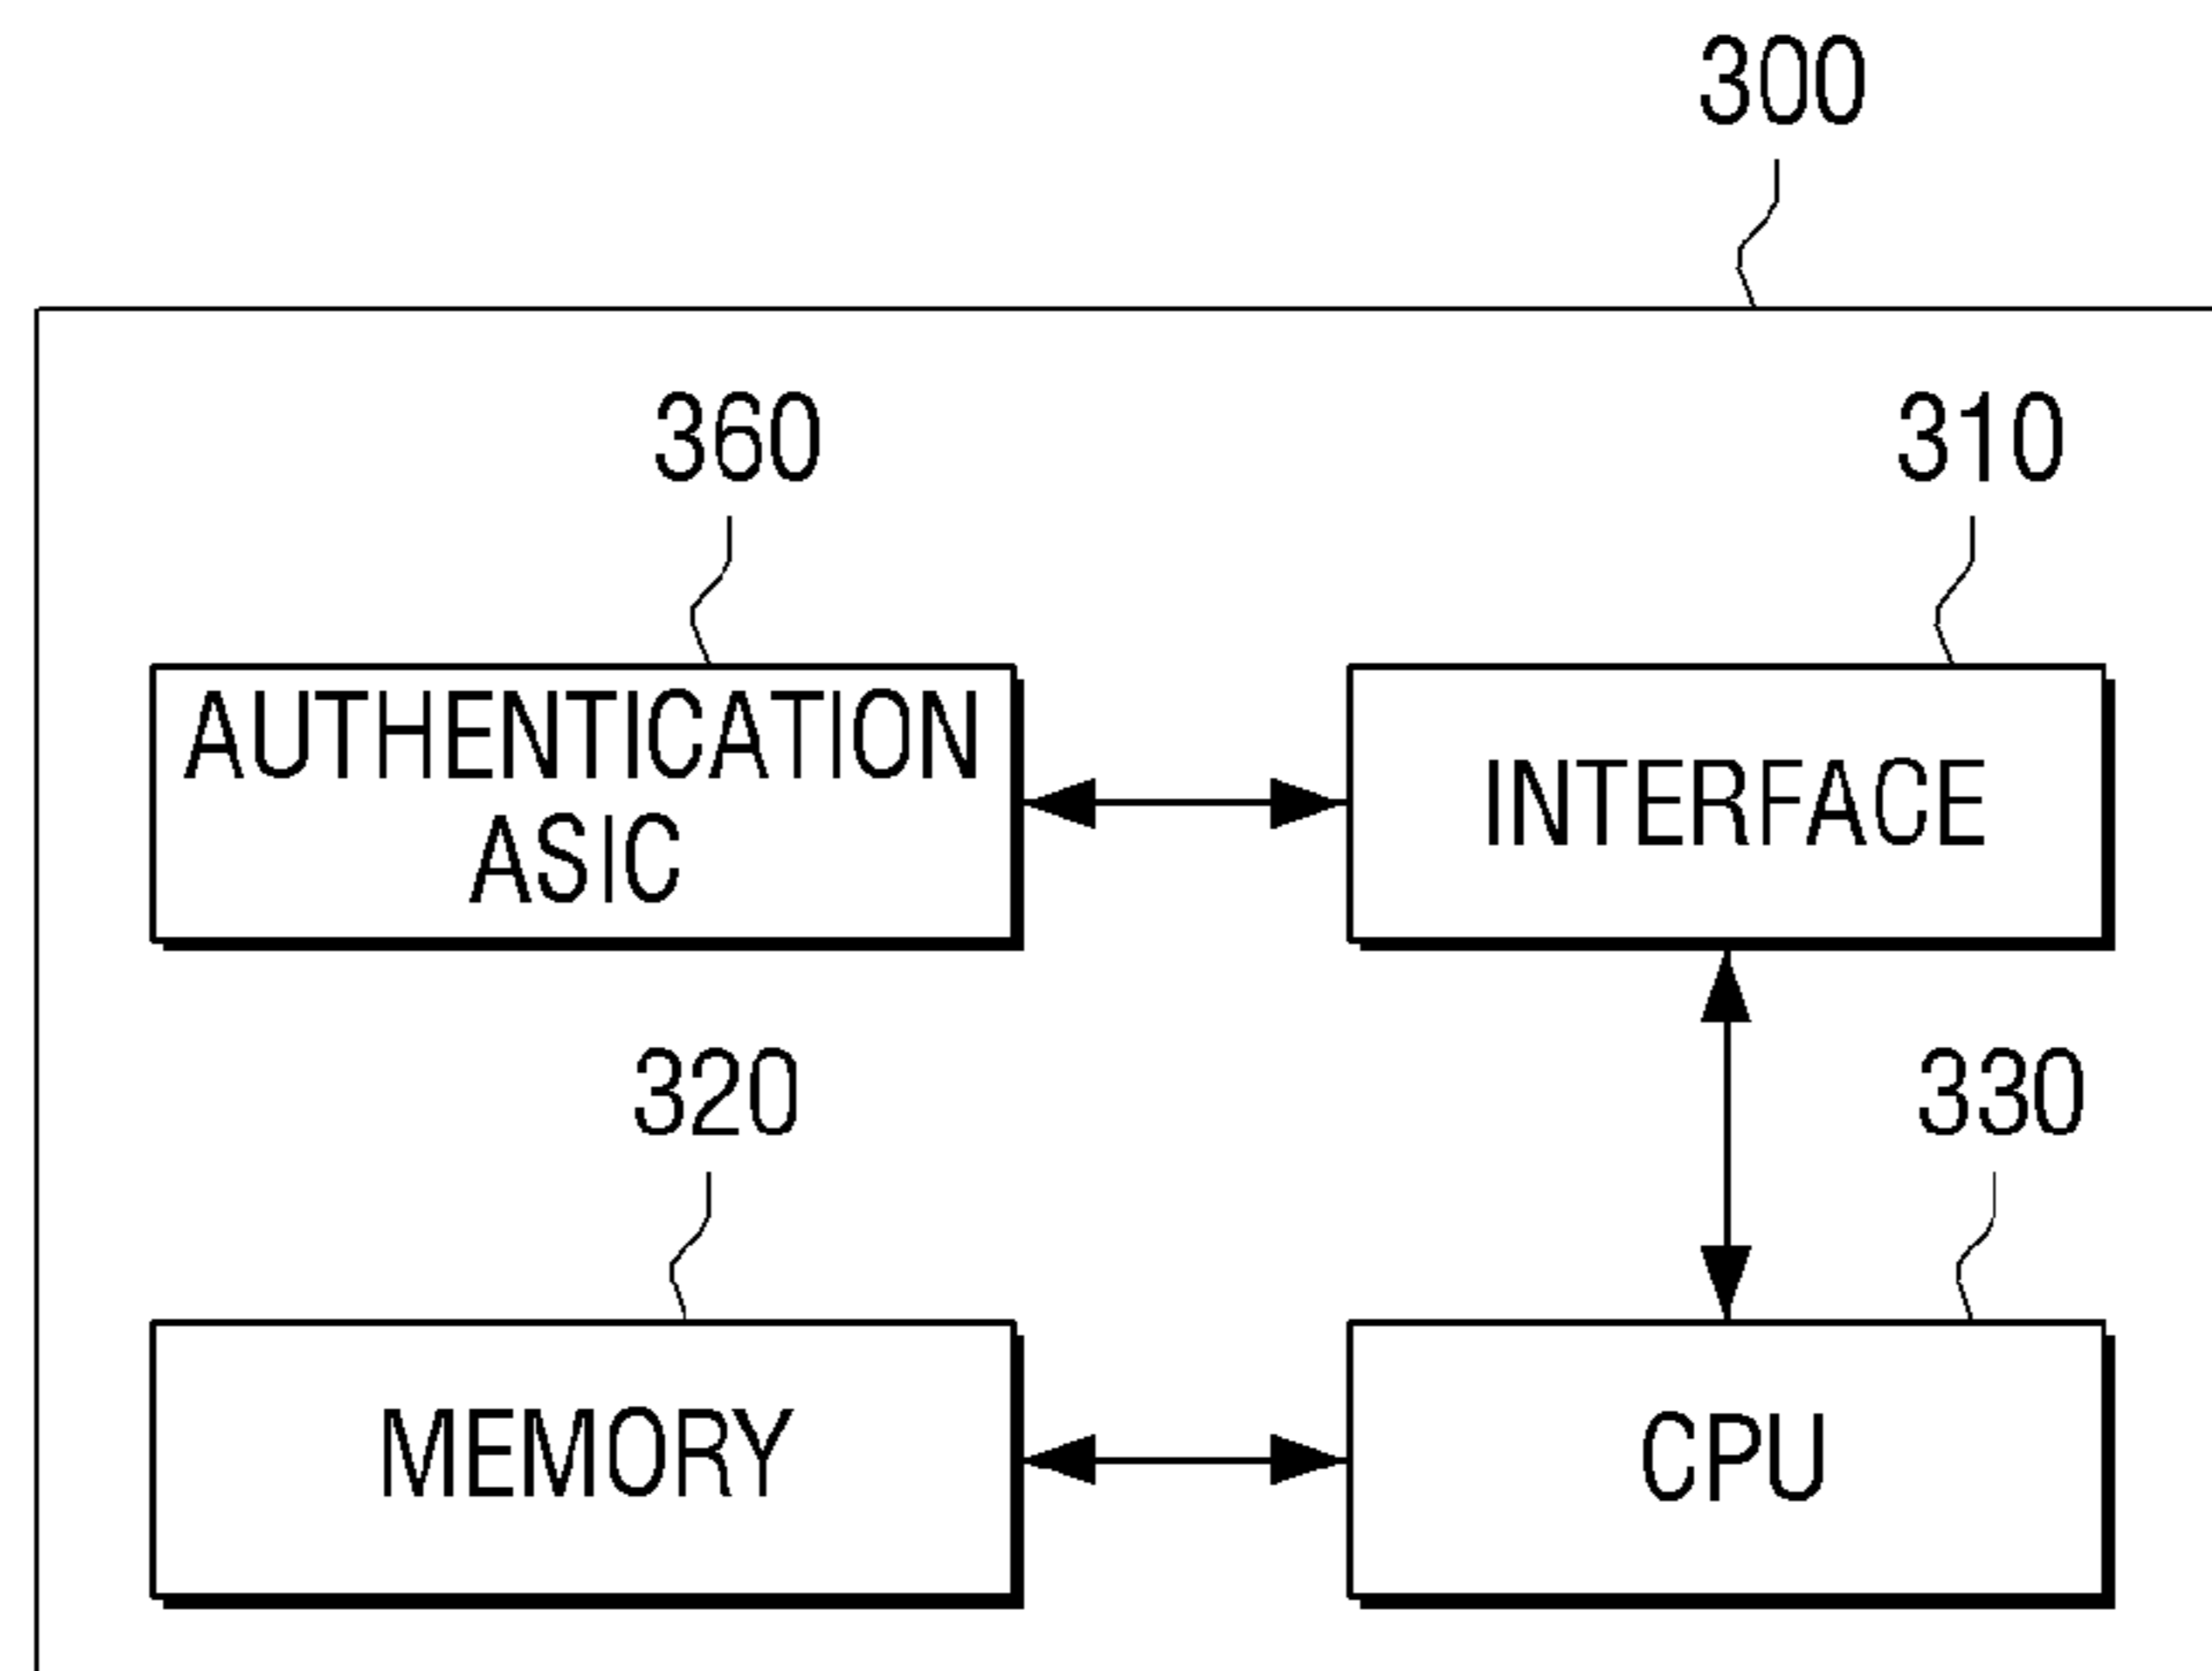 300
360
310
AUTHENTICATION
ASIC
INTERFACE
320
330
MEMORY
CPU